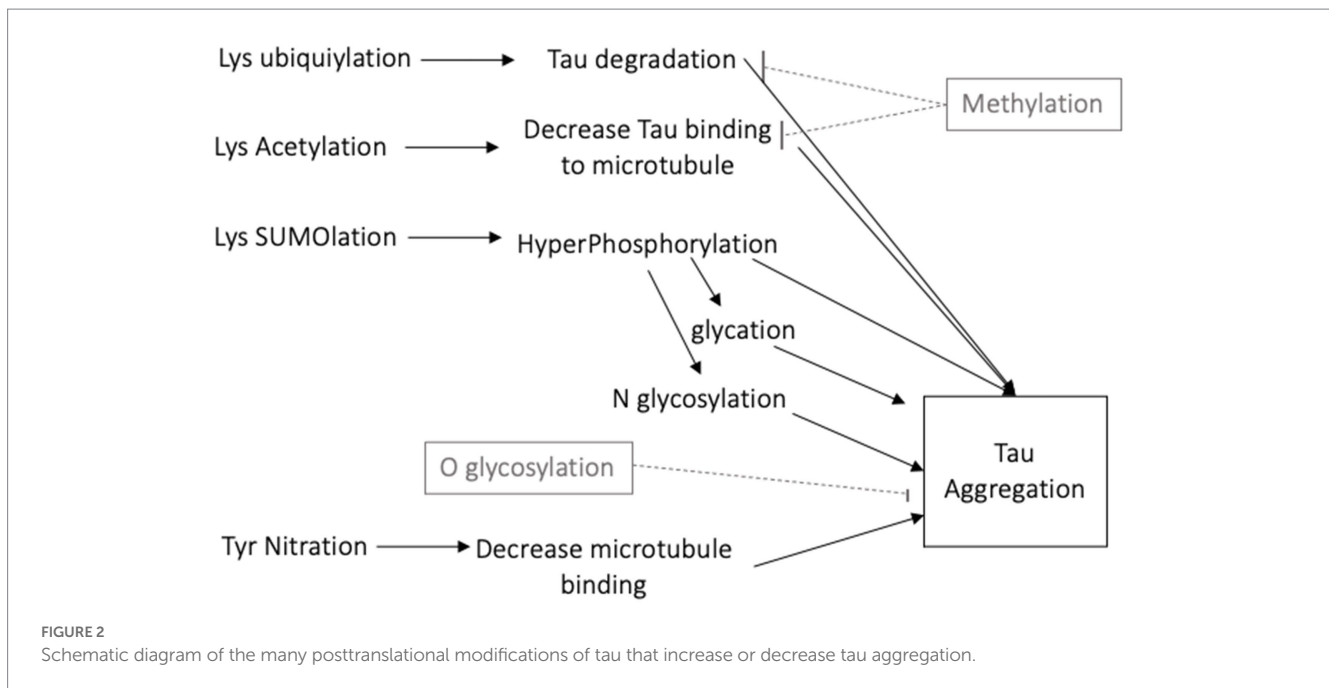 Lys ubiquiylation
Tau degradation
Methylation
Lys Acetylation
Decrease Tau binding
to microtubule
Lys SUMOlation
HyperPhosphorylation
glycation
N glycosylation
O glycosylation
Tau
Aggregation
Tyr Nitration
Decrease microtubule
binding
FIGURE 2
Schematic diagram of the many posttranslational modifications of tau that increase or decrease tau aggregation.